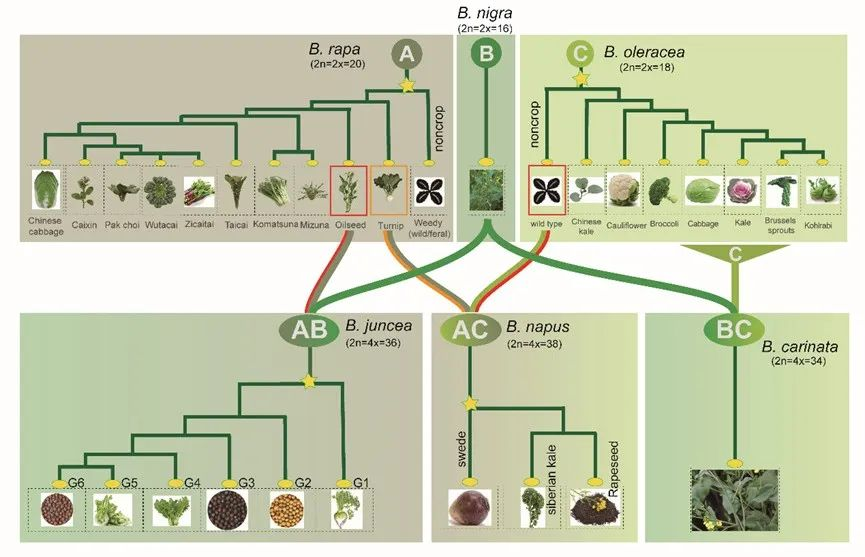 B. nigra
(2n=2x=16)
B. rapa
(2n=2x=20)
A
B
C
B. oleracea
(2n=2x=18)
noncrop
noncrop
Chinese
cabbage
Caixin
Pak choi
Wutacai
Zicaitai
Taicai
Komatsuna
Mizuna
Oilseed
Turnip
Weedy
(wild/feral)
wild type
Chinese
kale
Cauliflower
Broccoli
Cabbage
Kale
Brussels
sprouts
Kohlrabi
C
AB
B. juncea
(2n=4x=36)
AC
B. napus
(2n=4x=38)
BC
B. carinata
(2n=4x=34)
G6
G5
G4
G3
G2
G1
swede
siberian kale
Rapeseed